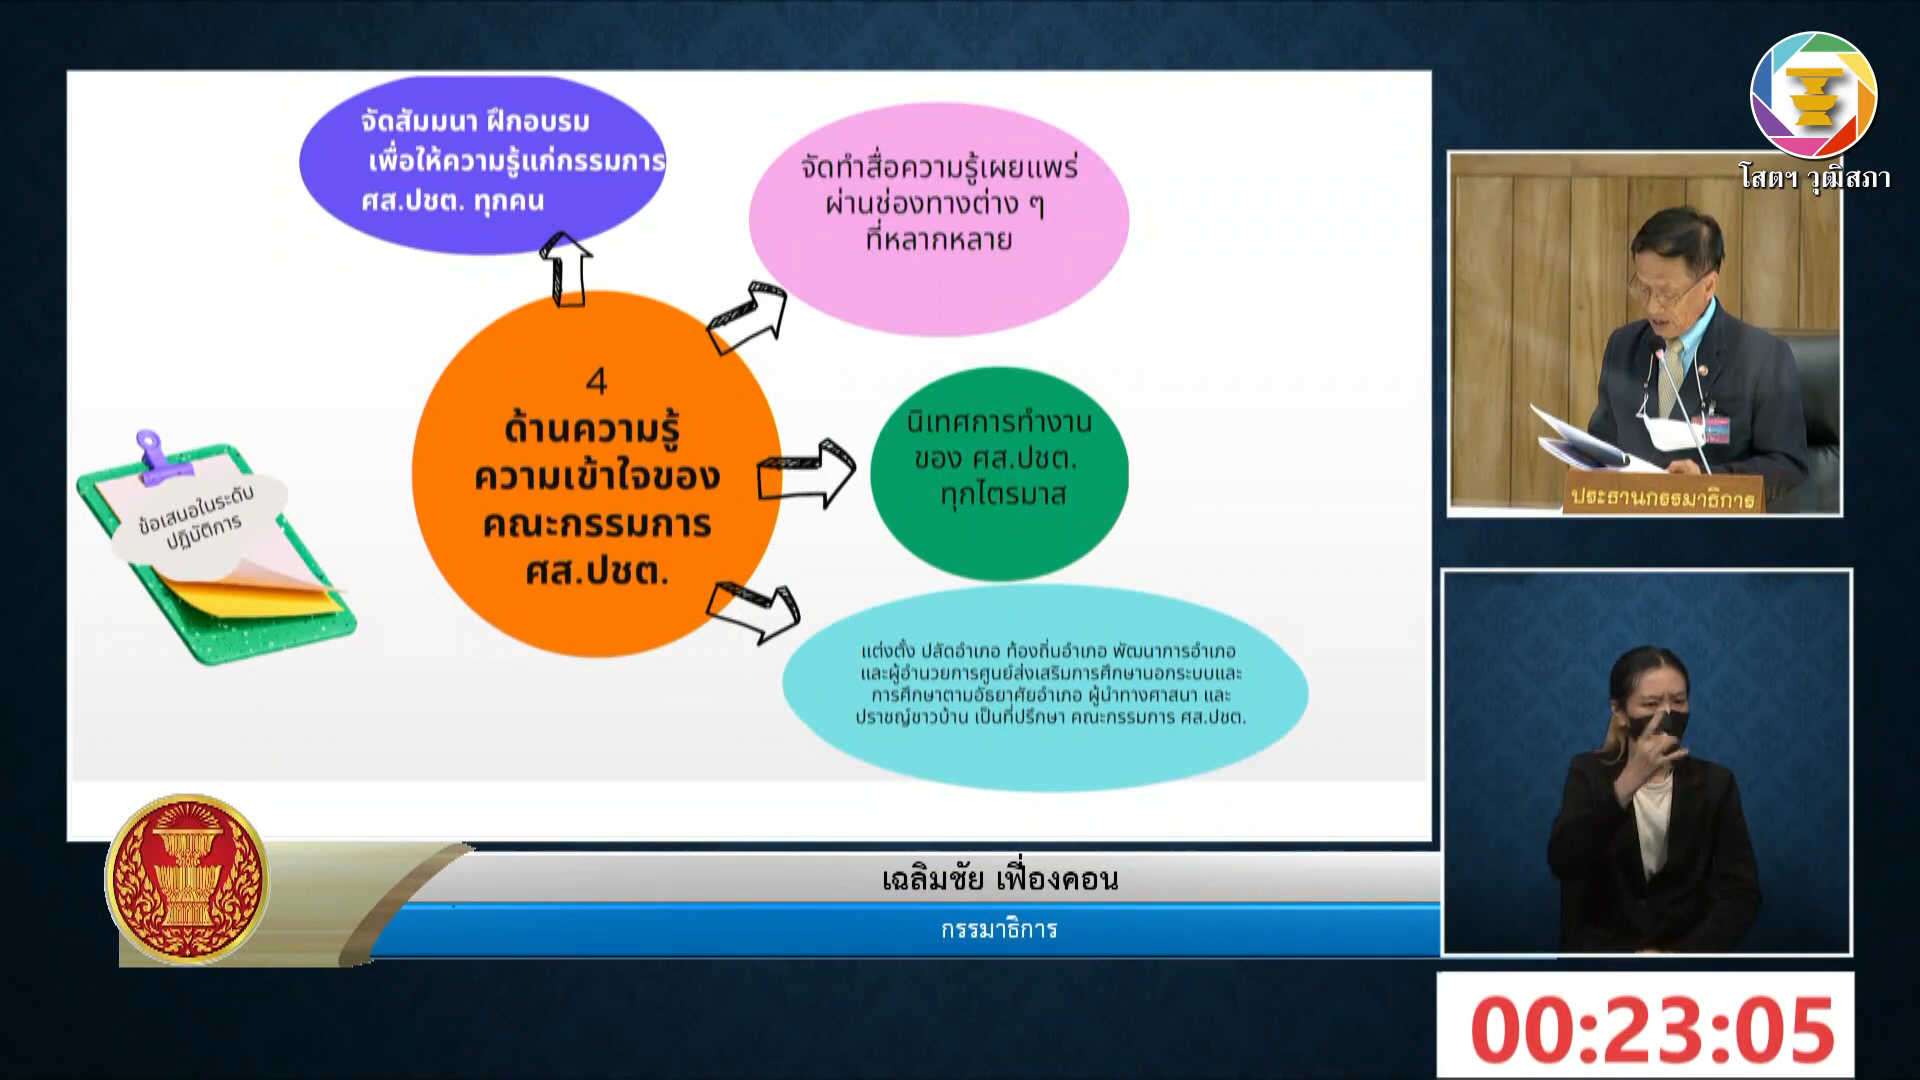 จัดสัมมนา ฝึกอบรม
เพื่อให้ความรู้แก่กรรมการ
ศส.ปชต. ทุกคน
จัดทำสื่อความรู้เผยแพร่
ผ่านช่องทางต่าง ๆ
ที่หลากหลาย
4
ด้านความรู้
ความเข้าใจของ
คณะกรรมการ
ศส.ปชต.
นิเทศการทำงาน
ของ ศส.ปชต.
ทุกไตรมาส
ข้อเสนอในระดับ
ปฏิบัติการ
แต่งตั้ง ปลัดอำเภอ ท้องถิ่นอำเภอ พัฒนาการอำเภอ
และผู้อำนวยการศูนย์ส่งเสริมการศึกษานอกระบบและ
การศึกษาตามอัธยาศัยอำเภอ ผู้นำทางศาสนา และ
ปราชญ์ชาวบ้าน เป็นที่ปรึกษา คณะกรรมการ ศส.ปชต.
โสตฯ วุฒิสภา
ประธานกรรมาธิการ
เฉลิมชัย เฟื่องคอน
กรรมาธิการ
00:23:05